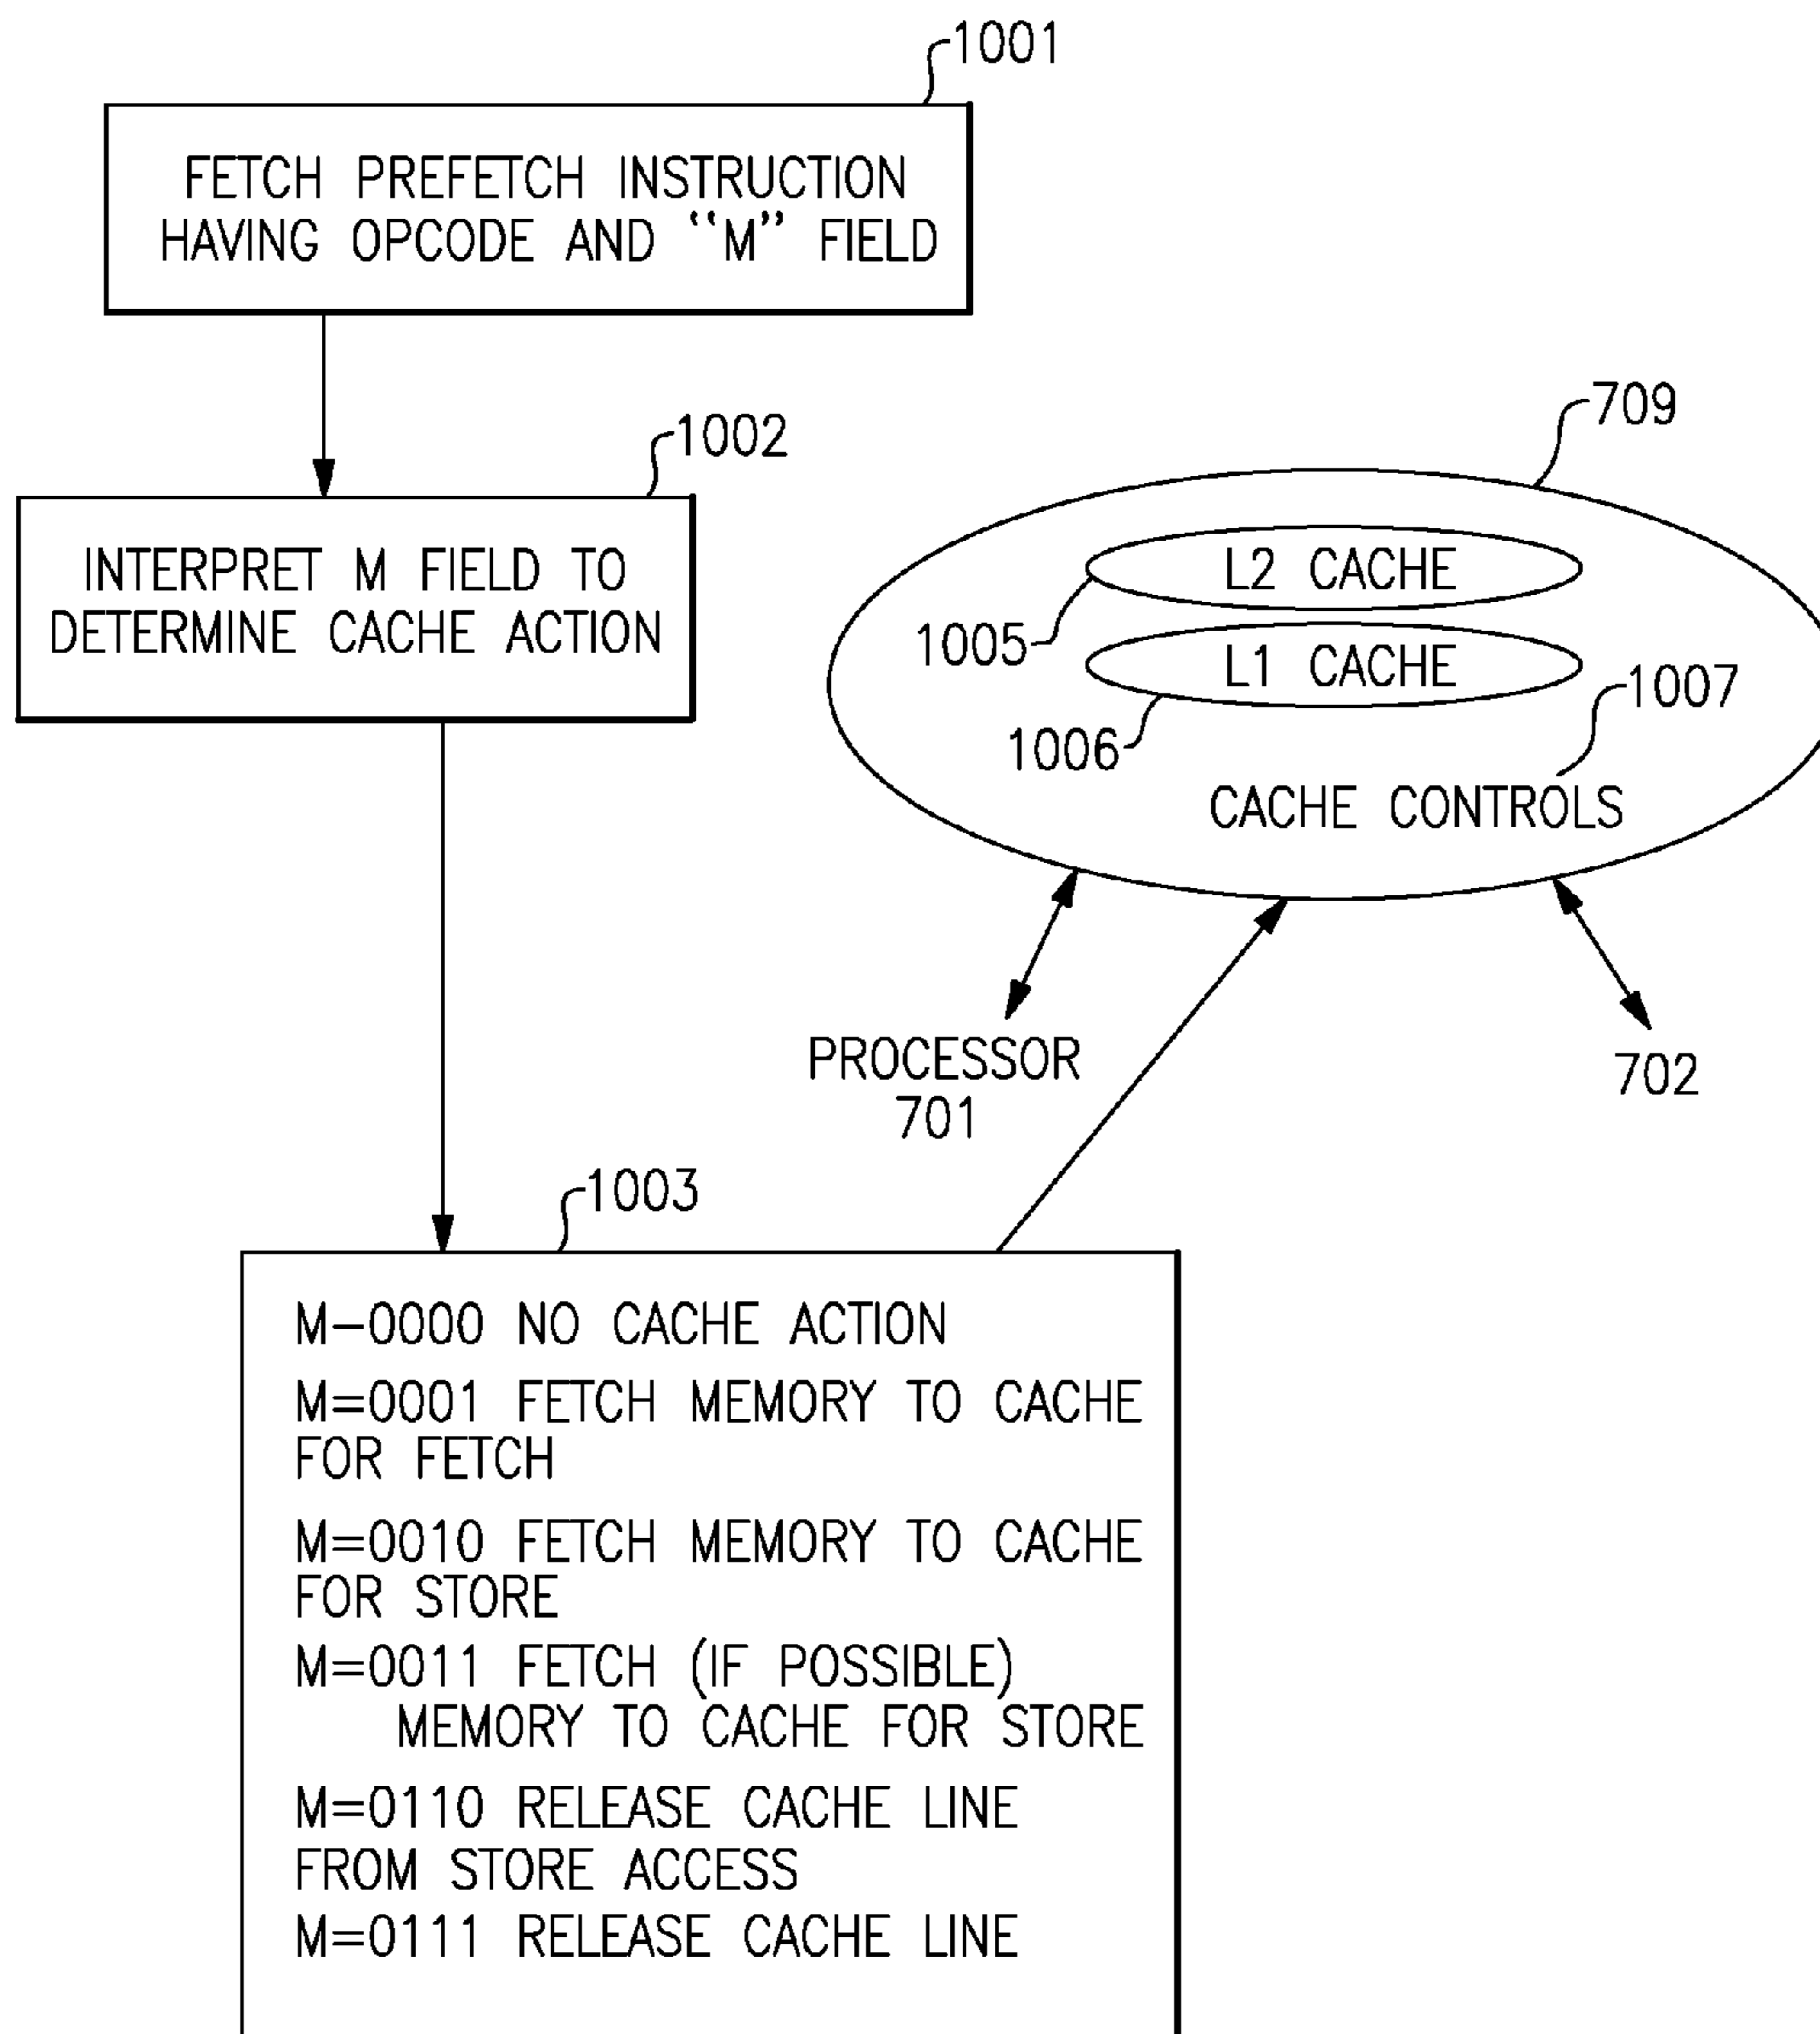 1001
FETCH PREFETCH INSTRUCTION
HAVING OPCODE AND “M” FIELD
1002
INTERPRET M FIELD TO
DETERMINE CACHE ACTION
709
L2 CACHE
1005
L1 CACHE
1007
1006
CACHE CONTROLS
PROCESSOR
701
702
1003
M-0000 NO CACHE ACTION
M=0001 FETCH MEMORY TO CACHE
FOR FETCH
M=0010 FETCH MEMORY TO CACHE
FOR STORE
M=0011 FETCH (IF POSSIBLE)
MEMORY TO CACHE FOR STORE
M=0110 RELEASE CACHE LINE
FROM STORE ACCESS
M=0111 RELEASE CACHE LINE